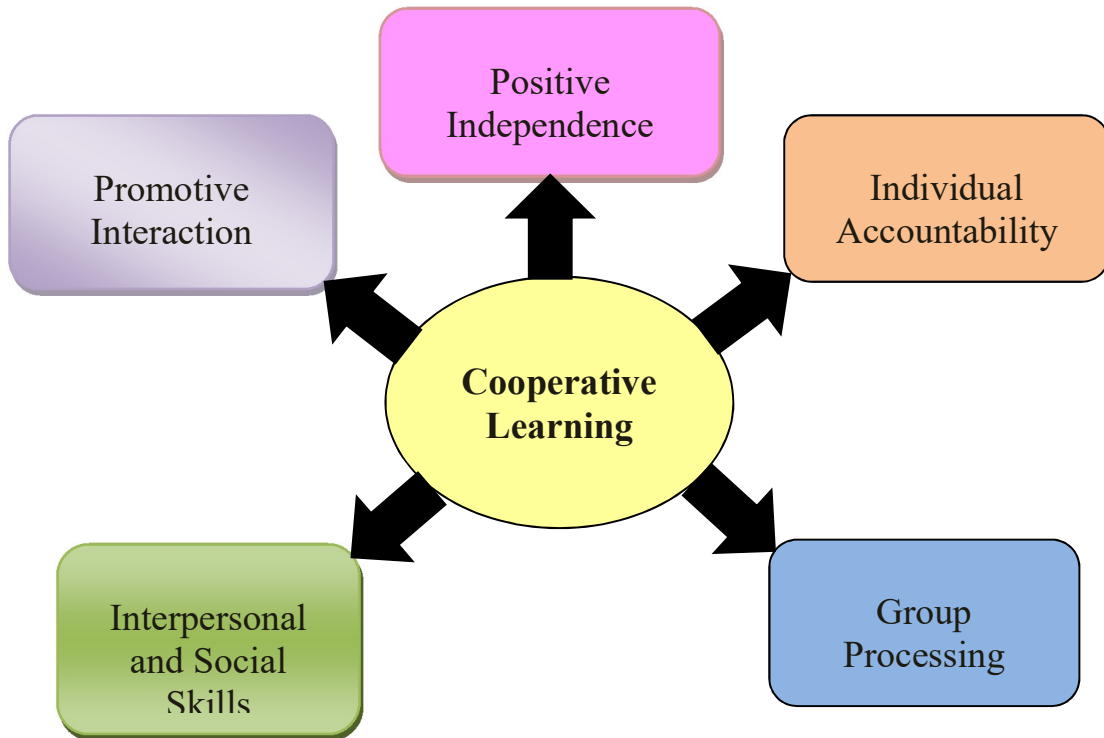 Positive
Independence
Promotive
Interaction
Individual
Accountability
Cooperative
Learning
Interpersonal
and Social
Skills
Group
Processing